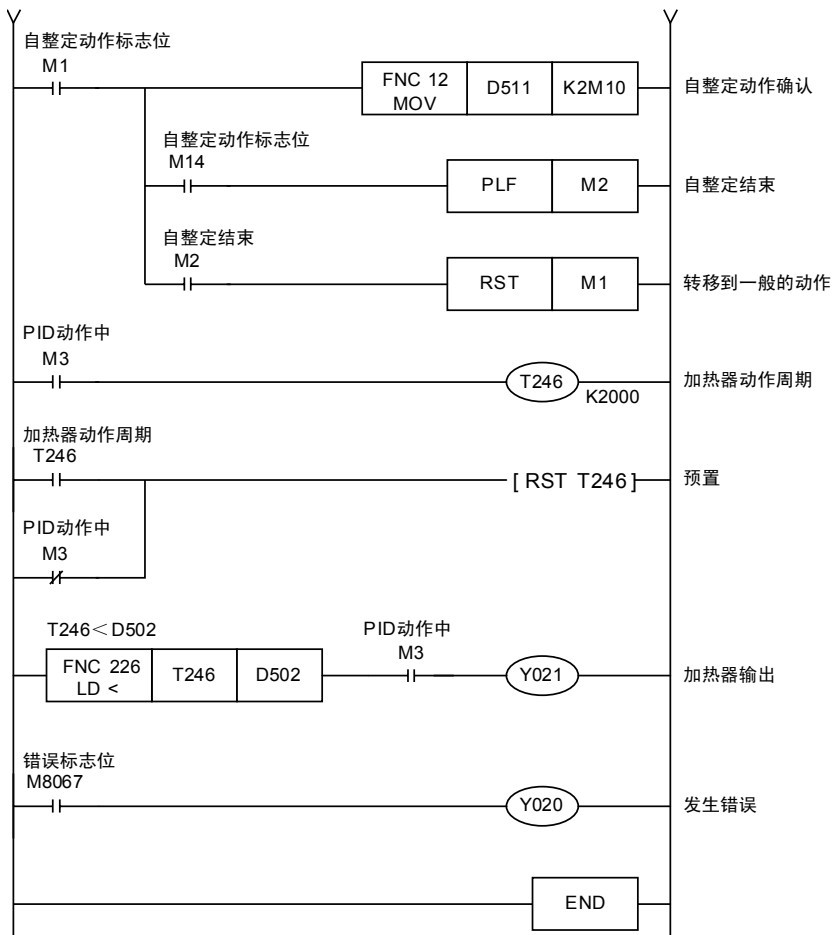 自整定动作标志位
M1
FNC 12
MOV
D511
K2M10
自整定动作确认
自整定动作标志位
M14
PLF
M2
自整定结束
自整定结束
M2
RST
M1
转移到一般的动作
PID动作中
M3
T246
K2000
加热器动作周期
加热器动作周期
T246
[ RST T246 ]
预置
PID动作中
M3
T246＜D502
FNC 226
LD <
T246
D502
PID动作中
M3
Y021
加热器输出
错误标志位
M8067
Y020
发生错误
END